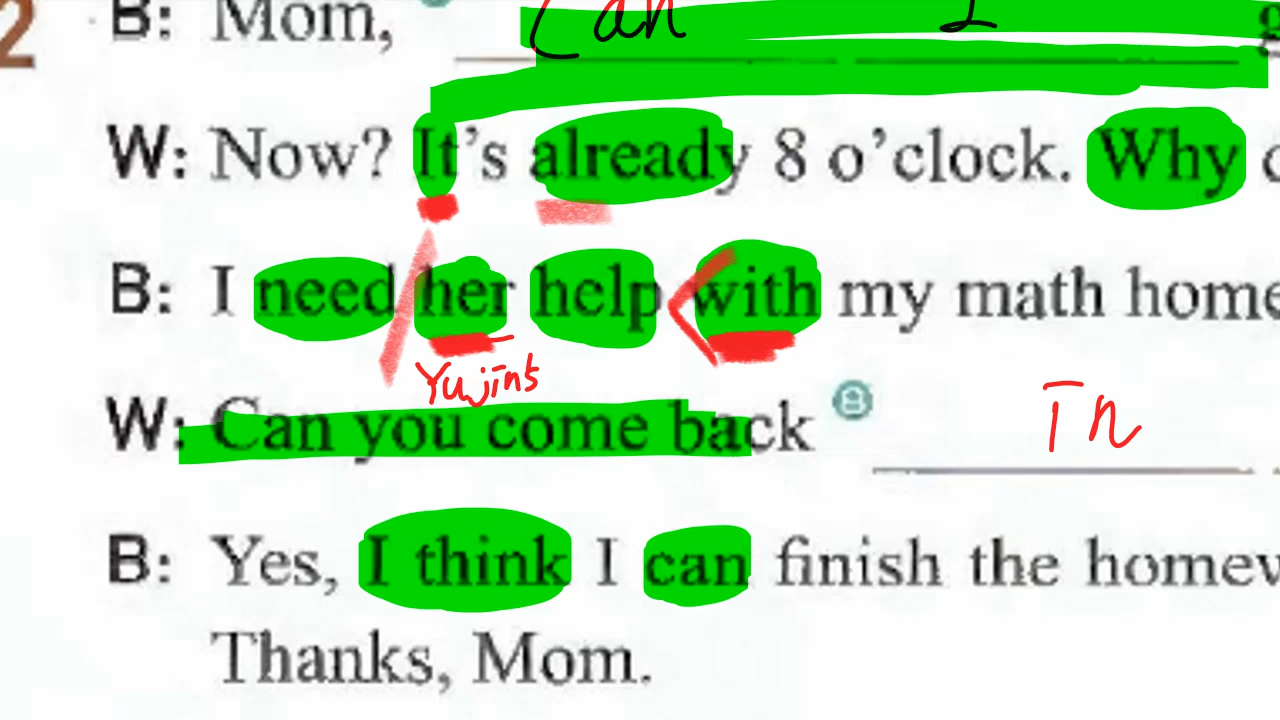 2 B: Mom, Can I
W: Now? It's already 8 o'clock. Why
B: I need her help with my math home
Yujin's
W: Can you come back In
B: Yes, I think I can finish the homew
Thanks, Mom.